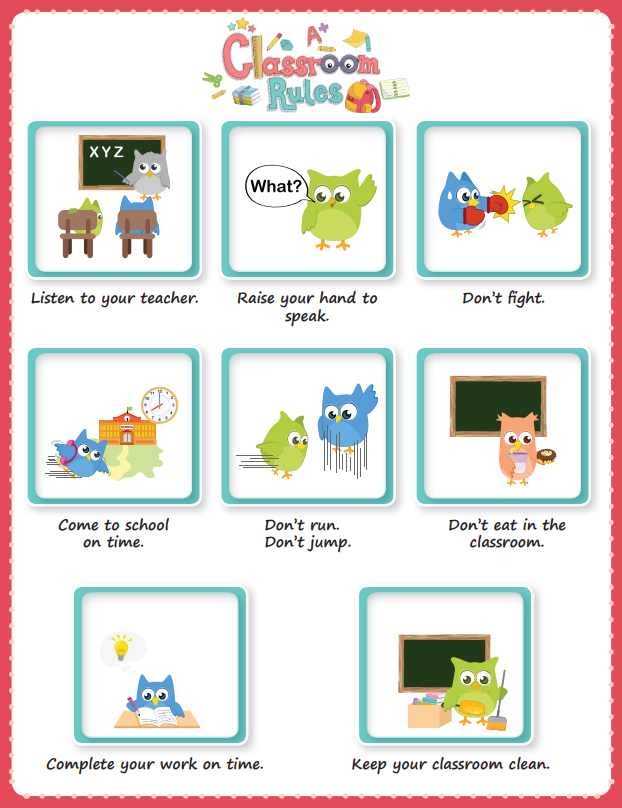 A
Classroom
Rules
X Y Z
What?
Listen to your teacher.
Raise your hand to
speak.
Don't fight.
Come to school
on time.
Don't run.
Don't jump.
Don't eat in the
classroom.
Complete your work on time.
Keep your classroom clean.